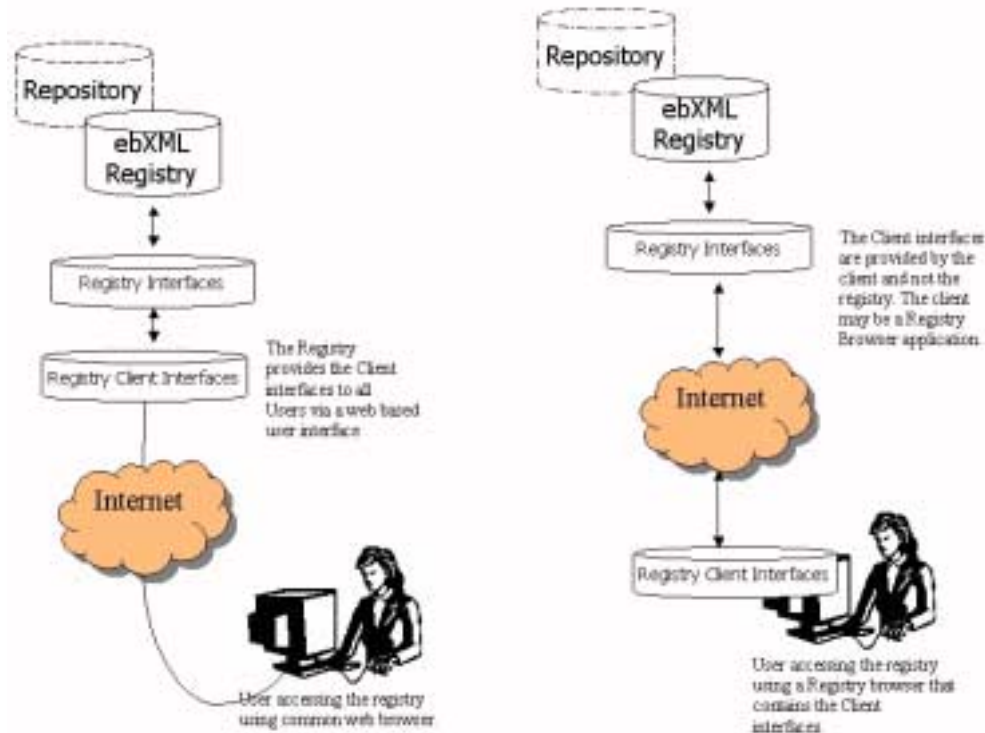 Repository
ebXML
Registry
Registry Interfaces
Registry Client Interfaces
The Registry
provides the Client
interfaces to all
Users via a web based
user interface
Internet
User accessing the registry
using common web browser
Repository
ebXML
Registry
Registry Interfaces
The Client interfaces
are provided by the
client and not the
registry. The client
may be a Registry
Browser application.
Internet
Registry Client Interfaces
User accessing the registry
using a Registry browser that
contains the Client
interfaces